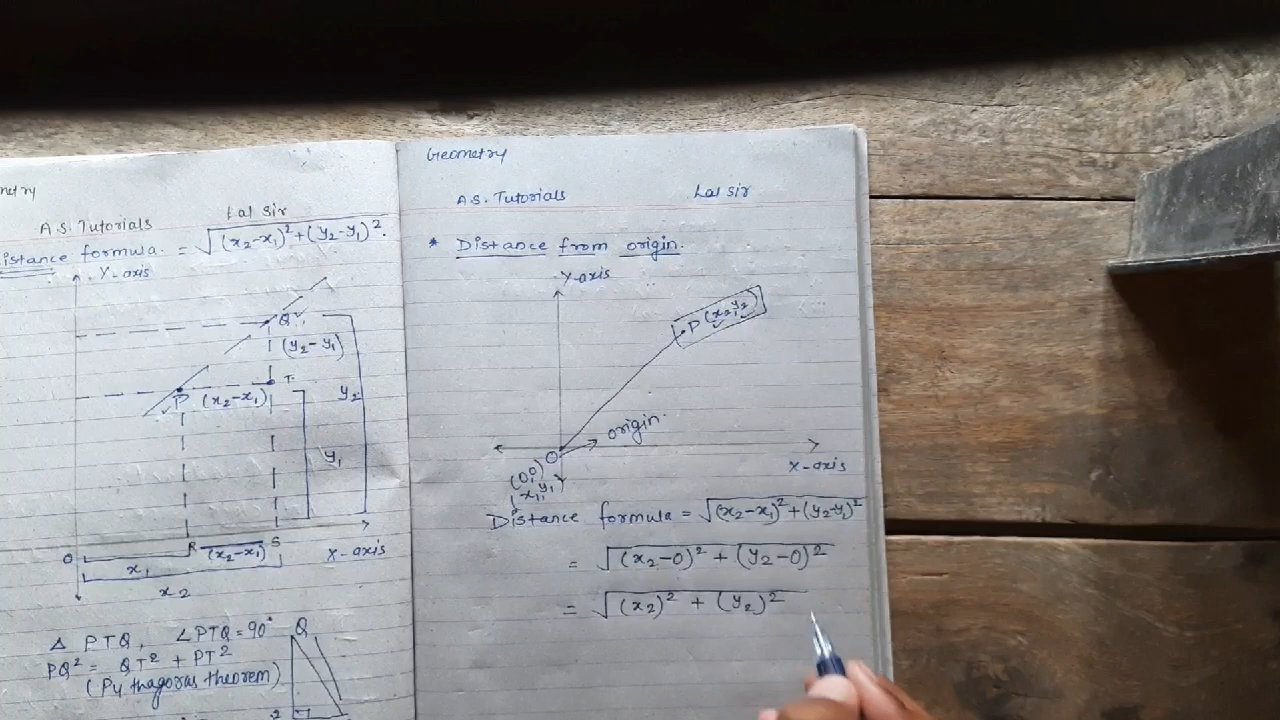 A.S. Tutorials Lal Sir
formula. = √(x₂-x₁)²+(y₂-y₁)².
Y-axis
Q
(y₂-y₁)
T
P (x₂-x₁)
y₂
y₁
O
R (x₂-x₁) S
X-axis
x₁
x₂
Δ PTQ, ∠PTQ = 90°
Q
PQ² = QT² + PT²
(Pythagoras theorem)
Geometry
A.S. Tutorials Lal Sir
* Distance from origin.
Y-axis
P (x₂, y₂)
origin.
O
(0,0)
(x₁, y₁)
X-axis
Distance formula = √(x₂-x₁)²+(y₂-y₁)²
= √(x₂-0)² + (y₂-0)²
= √(x₂)² + (y₂)²